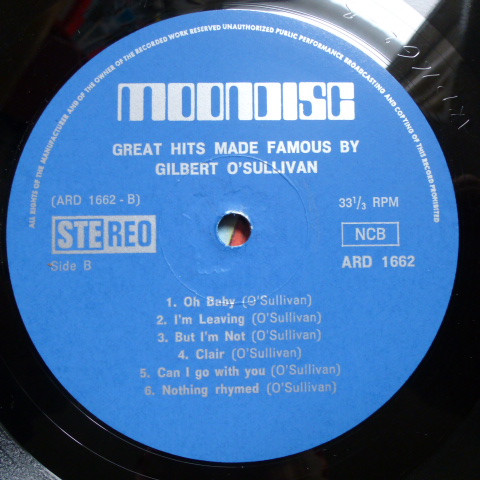 ALL RIGHTS OF THE MANUFACTURER AND OF THE OWNER OF THE RECORDED WORK RESERVED UNAUTHORIZED PUBLIC PERFORMANCE BROADCASTING AND COPYING OF THIS RECORD PROHIBITED
MOONDISC
GREAT HITS MADE FAMOUS BY
GILBERT O'SULLIVAN
(ARD 1662 - B)
33 1/3 RPM
STEREO
NCB
Side B
ARD 1662
1. Oh Baby (O'Sullivan)
2. I'm Leaving (O'Sullivan)
3. But I'm Not (O'Sullivan)
4. Clair (O'Sullivan)
5. Can I go with you (O'Sullivan)
6. Nothing rhymed (O'Sullivan)